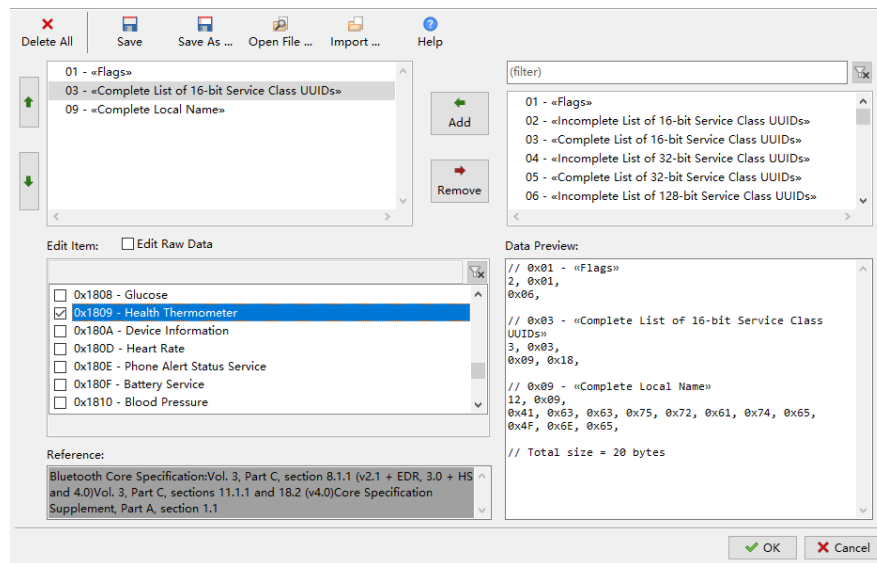 Delete All
Save
Save As ...
Open File ...
Import ...
Help
01 - «Flags»
03 - «Complete List of 16-bit Service Class UUIDs»
09 - «Complete Local Name»
Add
Remove
(filter)
01 - «Flags»
02 - «Incomplete List of 16-bit Service Class UUIDs»
03 - «Complete List of 16-bit Service Class UUIDs»
04 - «Incomplete List of 32-bit Service Class UUIDs»
05 - «Complete List of 32-bit Service Class UUIDs»
06 - «Incomplete List of 128-bit Service Class UUIDs»
Edit Item:
Edit Raw Data
0x1808 - Glucose
0x1809 - Health Thermometer
0x180A - Device Information
0x180D - Heart Rate
0x180E - Phone Alert Status Service
0x180F - Battery Service
0x1810 - Blood Pressure
Reference:
Bluetooth Core Specification:Vol. 3, Part C, section 8.1.1 (v2.1 + EDR, 3.0 + HS
and 4.0)Vol. 3, Part C, sections 11.1.1 and 18.2 (v4.0)Core Specification
Supplement, Part A, section 1.1
Data Preview:
// 0x01 - «Flags»
2, 0x01,
0x06,
// 0x03 - «Complete List of 16-bit Service Class
UUIDs»
3, 0x03,
0x09, 0x18,
// 0x09 - «Complete Local Name»
12, 0x09,
0x41, 0x63, 0x63, 0x75, 0x72, 0x61, 0x74, 0x65,
0x4F, 0x6E, 0x65,
// Total size = 20 bytes
OK
Cancel